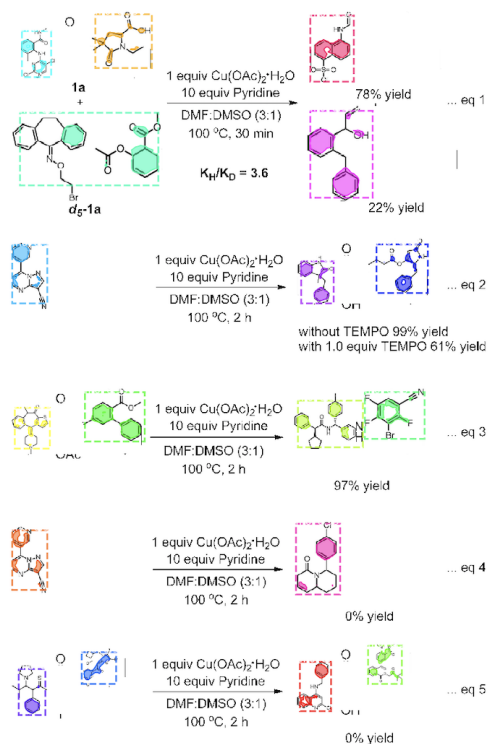 O
1a
+
d5-1a
1 equiv Cu(OAc)2·H2O
10 equiv Pyridine
DMF:DMSO (3:1)
100 °C, 30 min
KH/KD = 3.6
78% yield
22% yield
... eq 1
1 equiv Cu(OAc)2·H2O
10 equiv Pyridine
DMF:DMSO (3:1)
100 °C, 2 h
O
OH
... eq 2
without TEMPO 99% yield
with 1.0 equiv TEMPO 61% yield
O
OAc
1 equiv Cu(OAc)2·H2O
10 equiv Pyridine
DMF:DMSO (3:1)
100 °C, 2 h
... eq 3
97% yield
1 equiv Cu(OAc)2·H2O
10 equiv Pyridine
DMF:DMSO (3:1)
100 °C, 2 h
... eq 4
0% yield
O
1 equiv Cu(OAc)2·H2O
10 equiv Pyridine
DMF:DMSO (3:1)
100 °C, 2 h
O
OH
... eq 5
0% yield